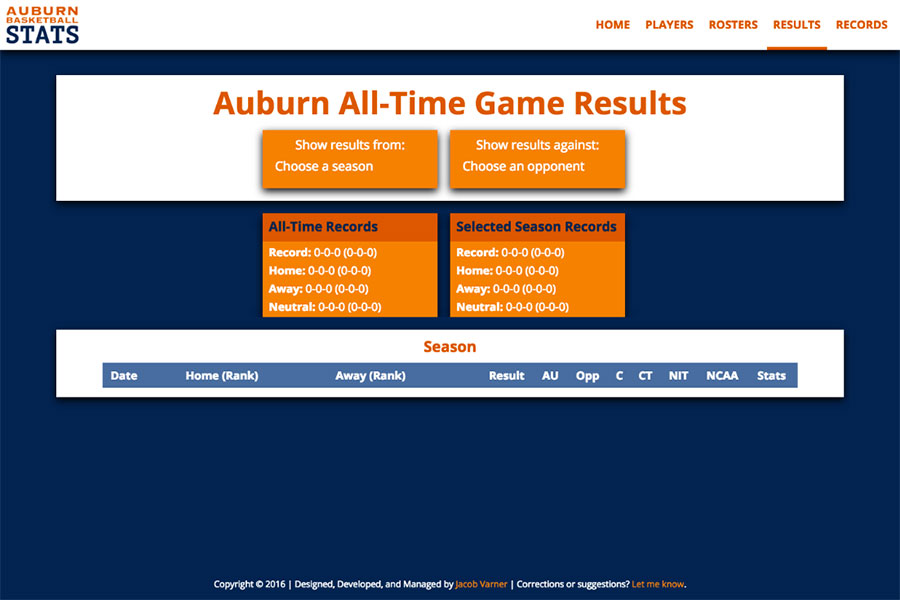 AUBURN
BASKETBALL
STATS
HOME PLAYERS ROSTERS RESULTS RECORDS
Auburn All-Time Game Results
Show results from:
Choose a season
Show results against:
Choose an opponent
All-Time Records
Record: 0-0-0 (0-0-0)
Home: 0-0-0 (0-0-0)
Away: 0-0-0 (0-0-0)
Neutral: 0-0-0 (0-0-0)
Selected Season Records
Record: 0-0-0 (0-0-0)
Home: 0-0-0 (0-0-0)
Away: 0-0-0 (0-0-0)
Neutral: 0-0-0 (0-0-0)
Season
Date Home (Rank) Away (Rank) Result AU Opp C CT NIT NCAA Stats
Copyright © 2016 | Designed, Developed, and Managed by Jacob Varner | Corrections or suggestions? Let me know.